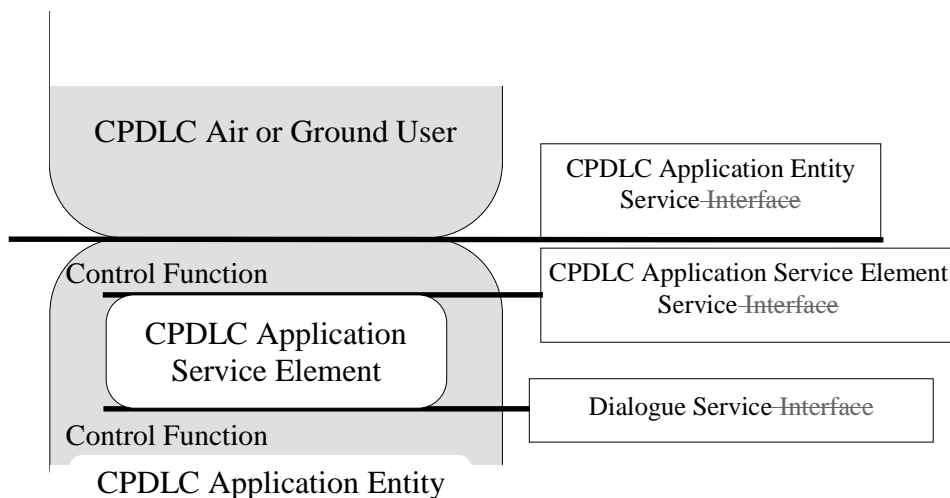 CPDLC Air or Ground User
CPDLC Application Entity
Service Interface
Control Function
CPDLC Application Service Element
Service Interface
CPDLC Application
Service Element
Dialogue Service Interface
Control Function
CPDLC Application Entity